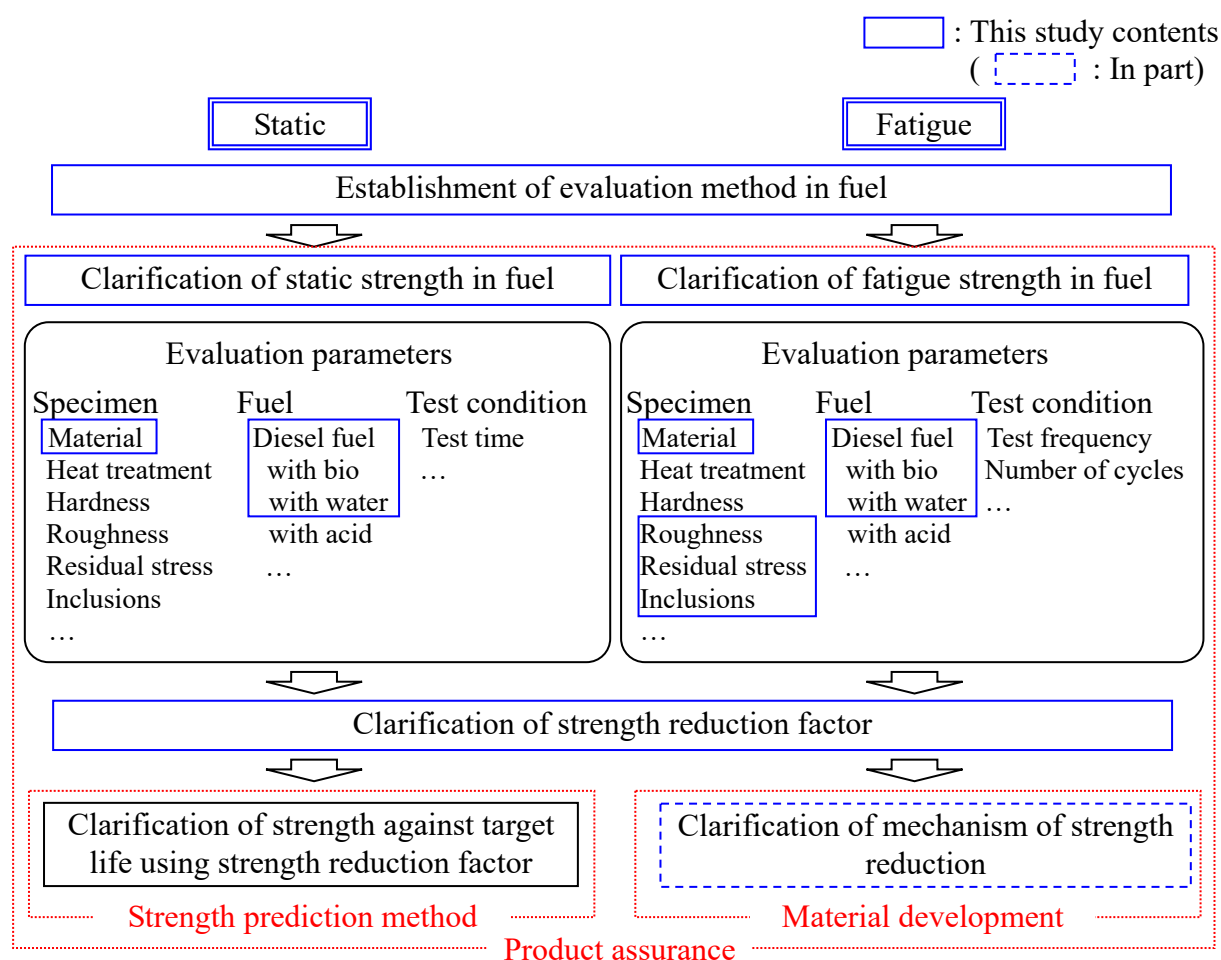 : This study contents
( : In part)
Static
Fatigue
Establishment of evaluation method in fuel
Clarification of static strength in fuel
Evaluation parameters
Specimen Fuel Test condition
Material Diesel fuel Test time
Heat treatment with bio …
Hardness with water
Roughness with acid
Residual stress …
Inclusions
…
Clarification of fatigue strength in fuel
Evaluation parameters
Specimen Fuel Test condition
Material Diesel fuel Test frequency
Heat treatment with bio Number of cycles
Hardness with water …
Roughness with acid
Residual stress …
Inclusions
…
Clarification of strength reduction factor
Clarification of strength against target
life using strength reduction factor
Strength prediction method
Clarification of mechanism of strength
reduction
Material development
Product assurance